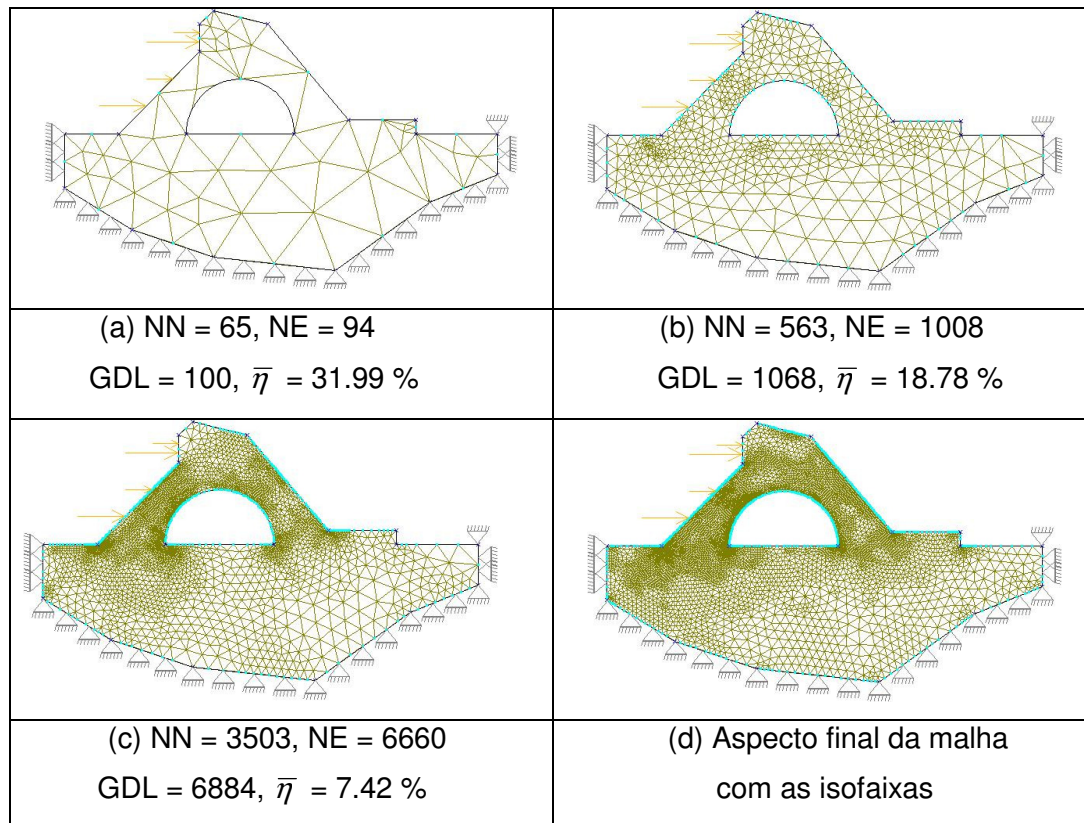 (a) NN = 65, NE = 94
GDL = 100, η̅ = 31.99 %
(b) NN = 563, NE = 1008
GDL = 1068, η̅ = 18.78 %
(c) NN = 3503, NE = 6660
GDL = 6884, η̅ = 7.42 %
(d) Aspecto final da malha
com as isofaixas